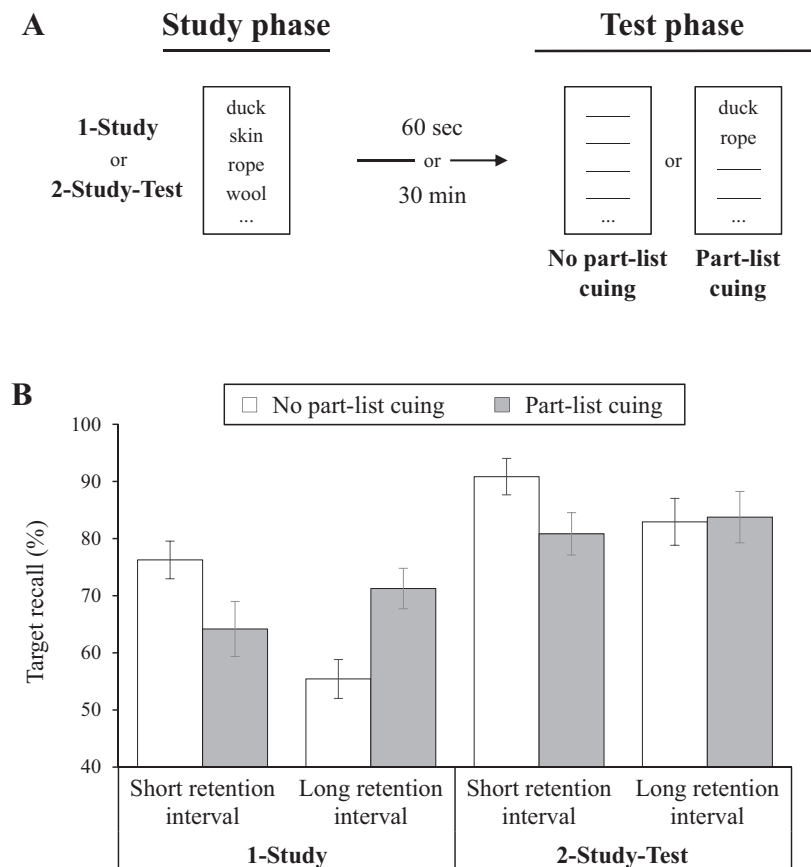 A
Study phase
Test phase
1-Study
or
2-Study-Test
duck
skin
rope
wool
...
60 sec
or
30 min
...
or
duck
rope
...
No part-list
cuing
Part-list
cuing
B
No part-list cuing
Part-list cuing
Target recall (%)
100
90
80
70
60
50
40
Short retention
interval
Long retention
interval
Short retention
interval
Long retention
interval
1-Study
2-Study-Test